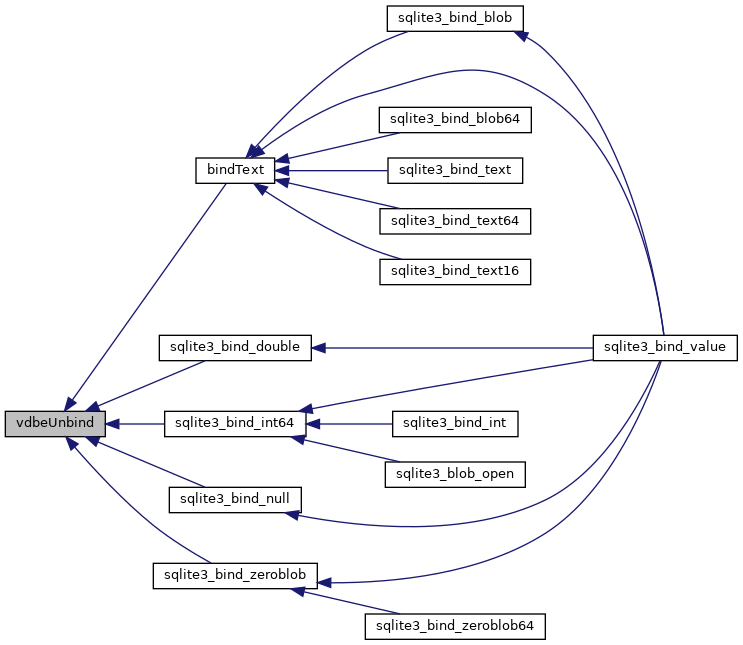 sqlite3_bind_blob
sqlite3_bind_blob64
bindText
sqlite3_bind_text
sqlite3_bind_text64
sqlite3_bind_text16
sqlite3_bind_double
sqlite3_bind_value
vdbeUnbind
sqlite3_bind_int64
sqlite3_bind_int
sqlite3_blob_open
sqlite3_bind_null
sqlite3_bind_zeroblob
sqlite3_bind_zeroblob64